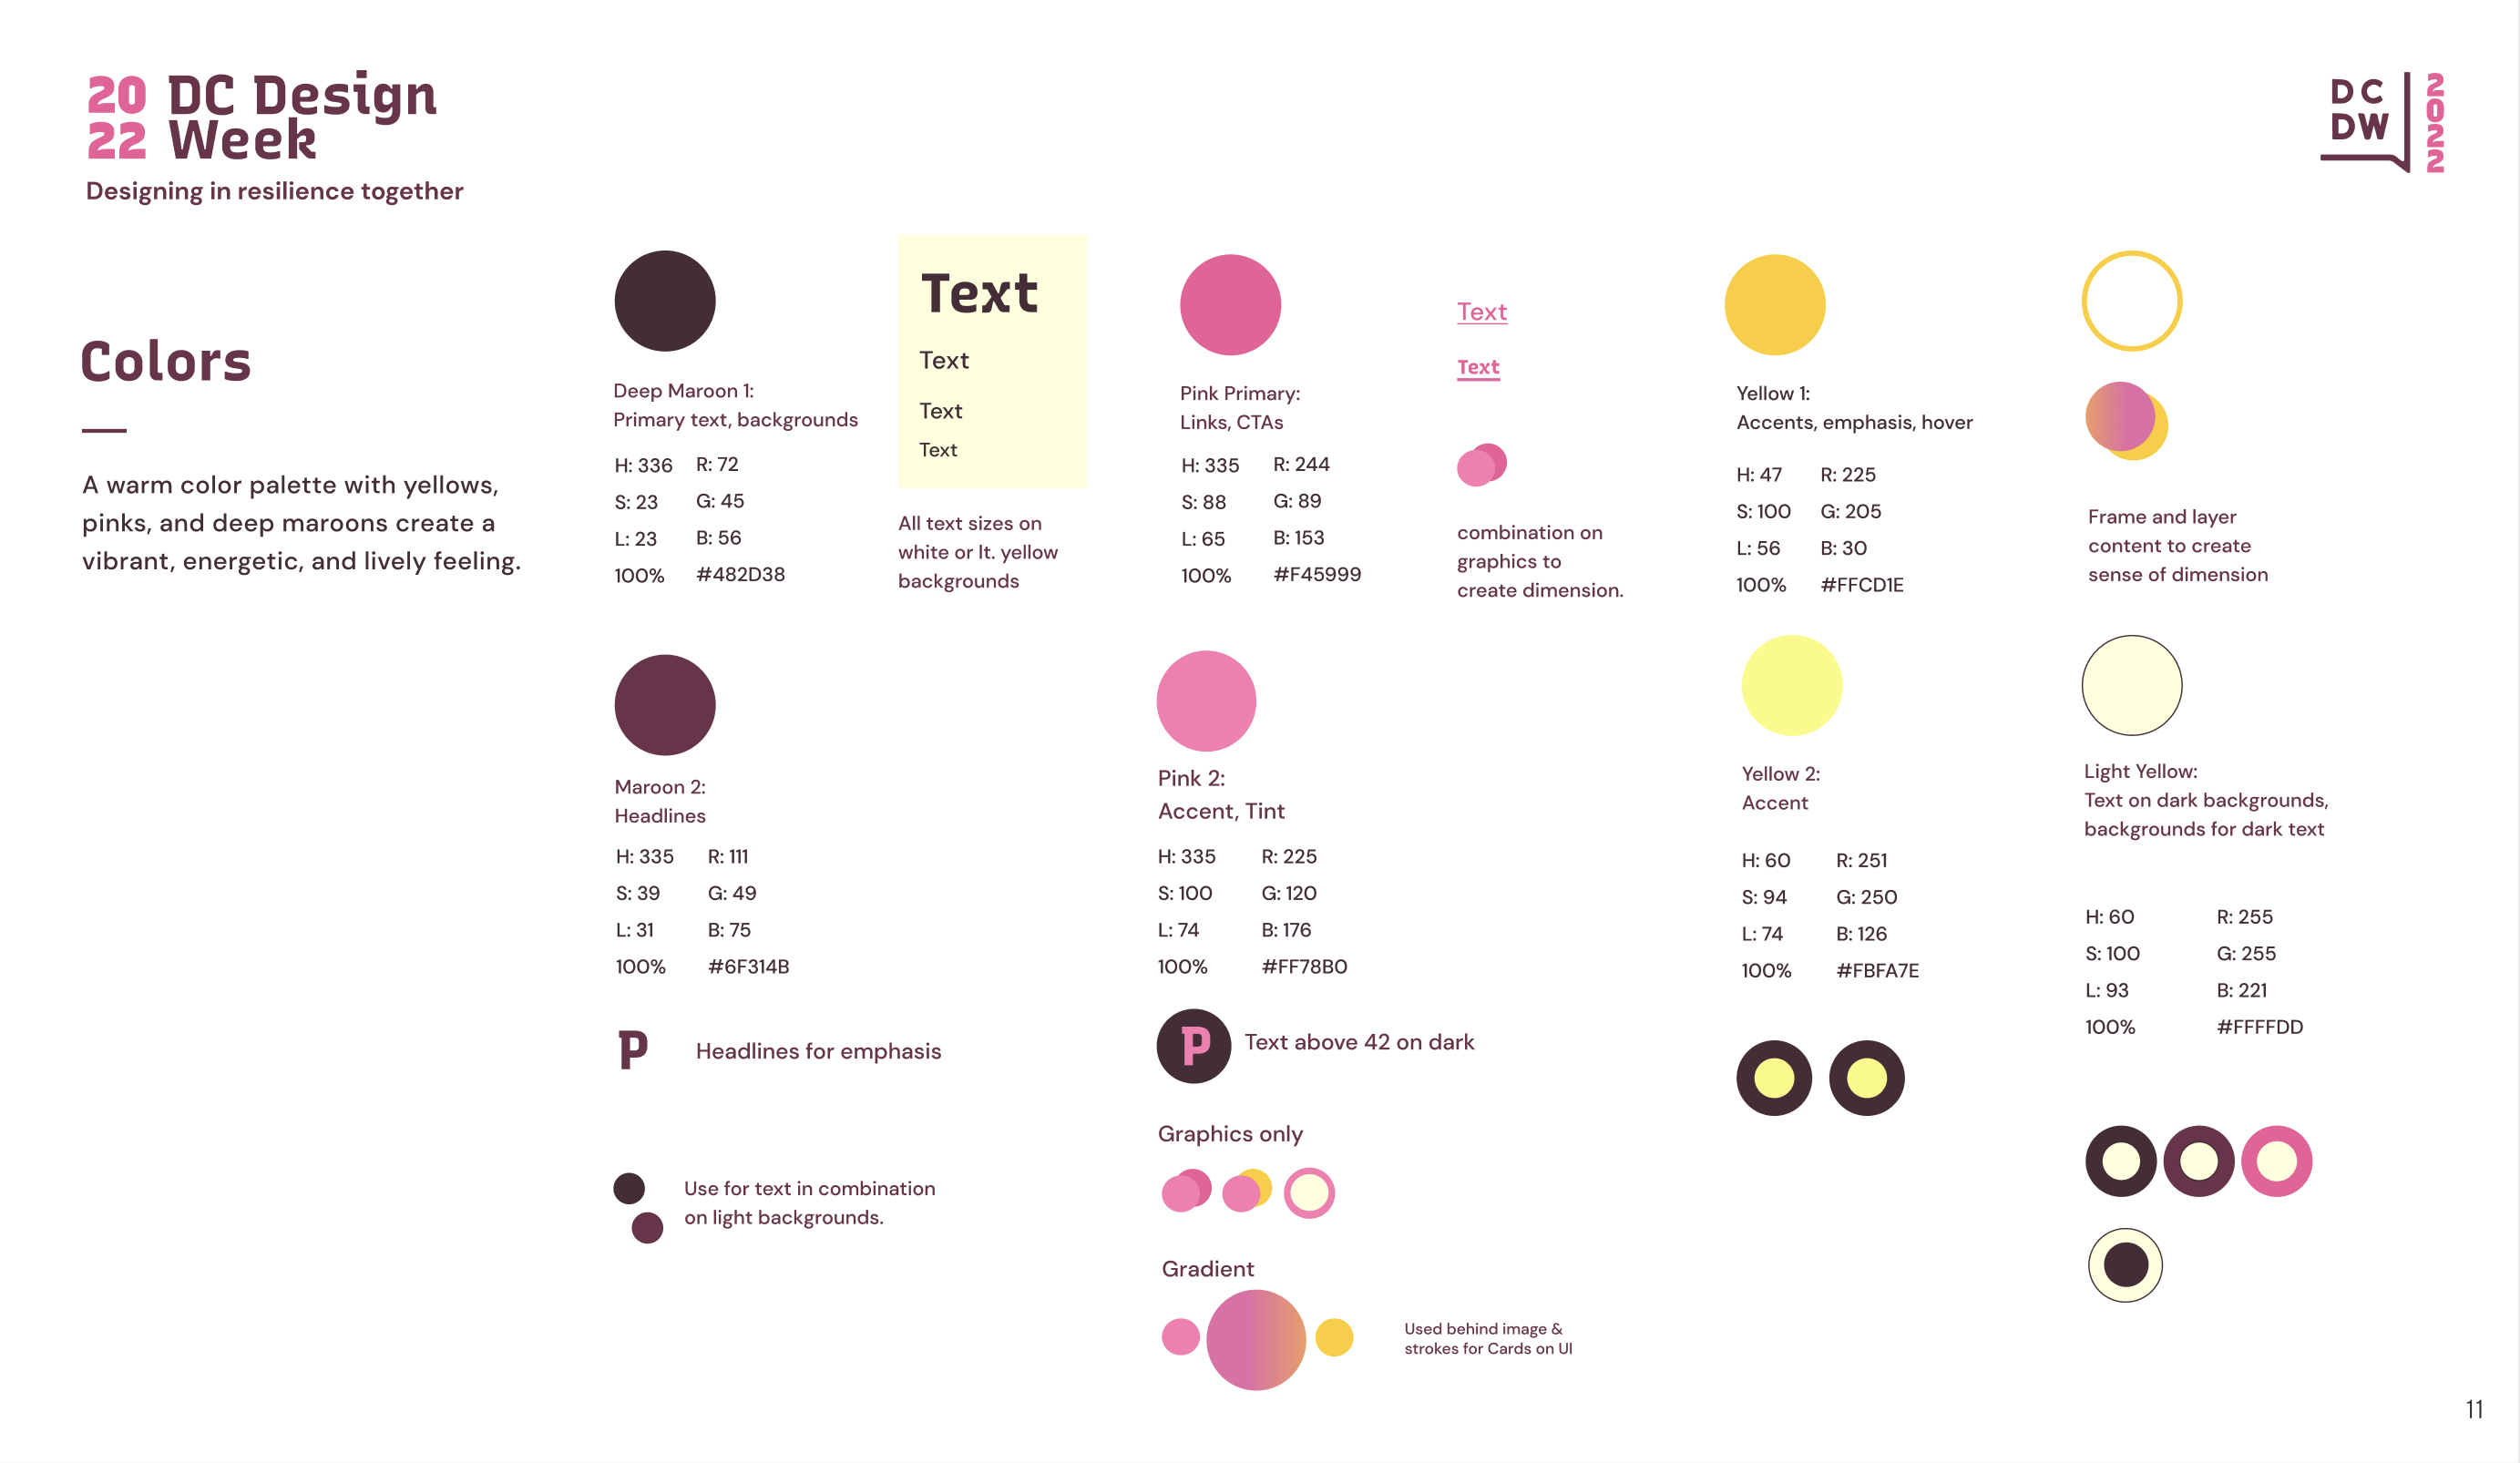 20 DC Design
22 Week
Designing in resilience together
DC
DW
2022
Colors
A warm color palette with yellows,
pinks, and deep maroons create a
vibrant, energetic, and lively feeling.
Deep Maroon 1:
Primary text, backgrounds
H: 336 R: 72
S: 23 G: 45
L: 23 B: 56
100% #482D38
Text
Text
Text
Text
All text sizes on
white or lt. yellow
backgrounds
Pink Primary:
Links, CTAs
H: 335 R: 244
S: 88 G: 89
L: 65 B: 153
100% #F45999
Text
Text
combination on
graphics to
create dimension.
Yellow 1:
Accents, emphasis, hover
H: 47 R: 225
S: 100 G: 205
L: 56 B: 30
100% #FFCD1E
Frame and layer
content to create
sense of dimension
Maroon 2:
Headlines
H: 335 R: 111
S: 39 G: 49
L: 31 B: 75
100% #6F314B
P Headlines for emphasis
Use for text in combination
on light backgrounds.
Pink 2:
Accent, Tint
H: 335 R: 225
S: 100 G: 120
L: 74 B: 176
100% #FF78B0
P Text above 42 on dark
Graphics only
Gradient
Used behind image &
strokes for Cards on UI
Yellow 2:
Accent
H: 60 R: 251
S: 94 G: 250
L: 74 B: 126
100% #FBFA7E
Light Yellow:
Text on dark backgrounds,
backgrounds for dark text
H: 60 R: 255
S: 100 G: 255
L: 93 B: 221
100% #FFFFDD
11